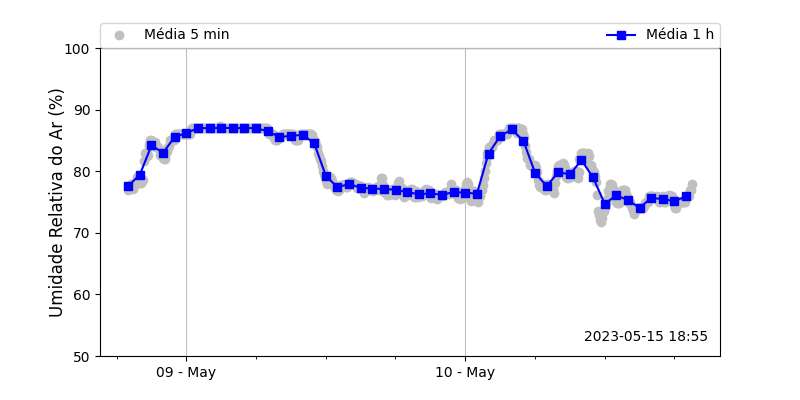 Média 5 min
Média 1 h
Umidade Relativa do Ar (%)
100
90
80
70
60
50
2023-05-15 18:55
09 - May
10 - May